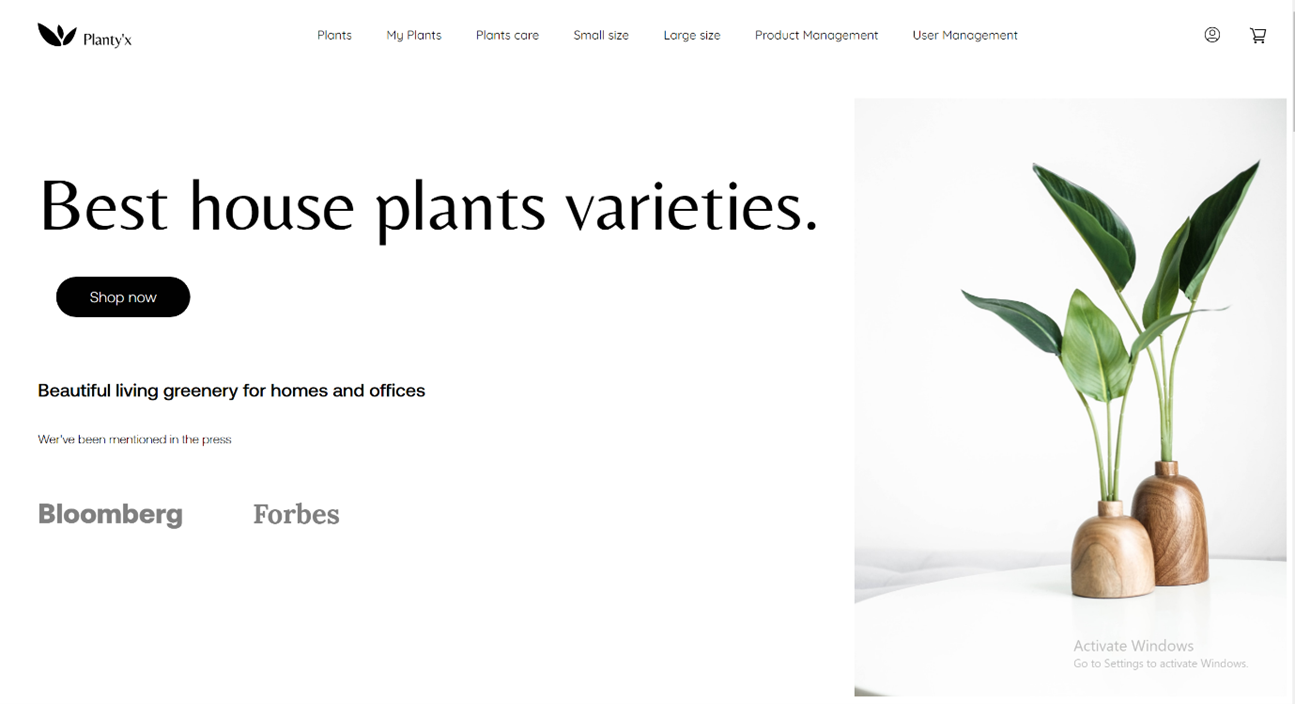 Planty'x
Plants My Plants Plants care Small size Large size Product Management User Management
Best house plants varieties.
Shop now
Beautiful living greenery for homes and offices
Wer've been mentioned in the press
Bloomberg Forbes
Activate Windows
Go to Settings to activate Windows.